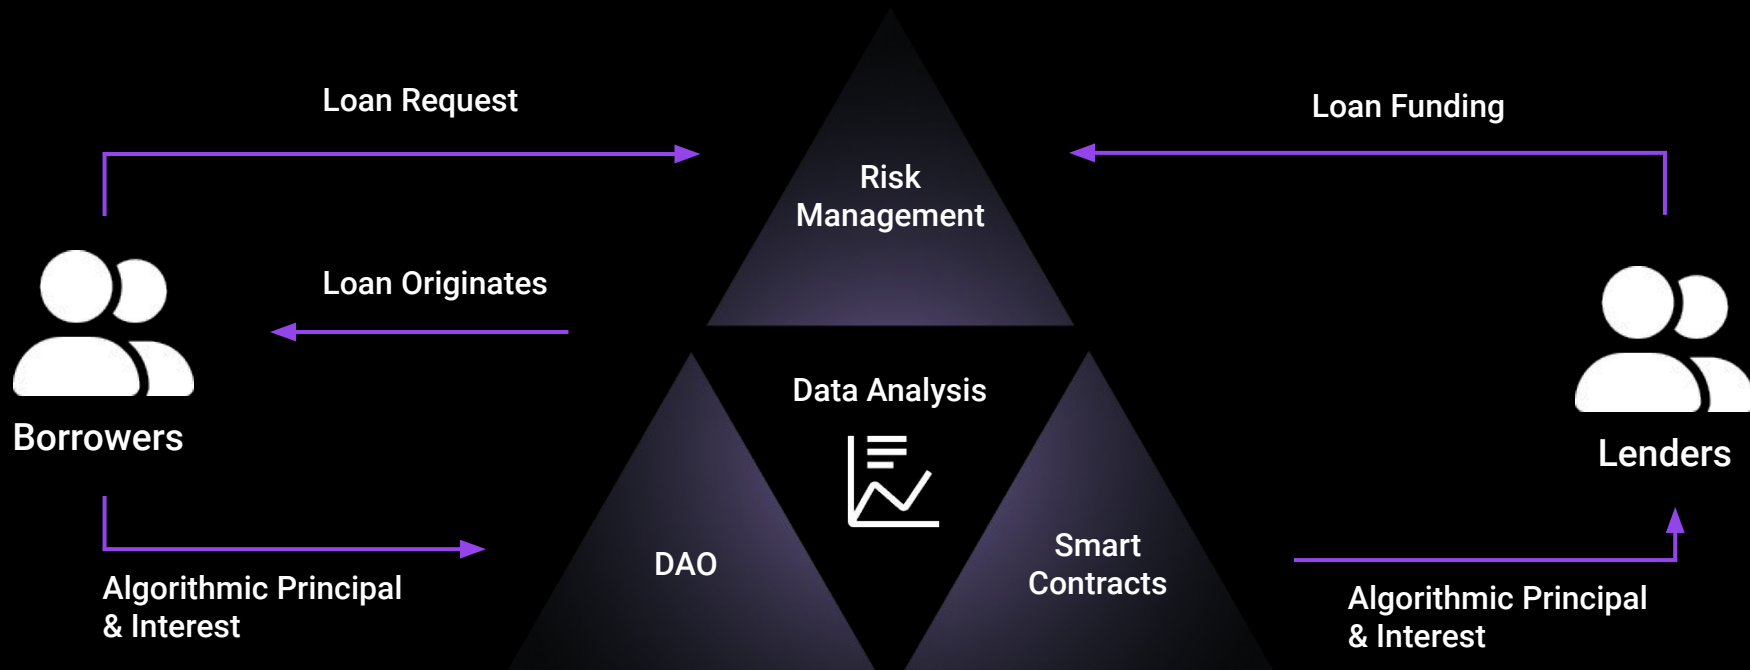 Loan Request
Loan Funding
Risk
Management
Loan Originates
Data Analysis
Borrowers
Lenders
DAO
Smart
Contracts
Algorithmic Principal
& Interest
Algorithmic Principal
& Interest